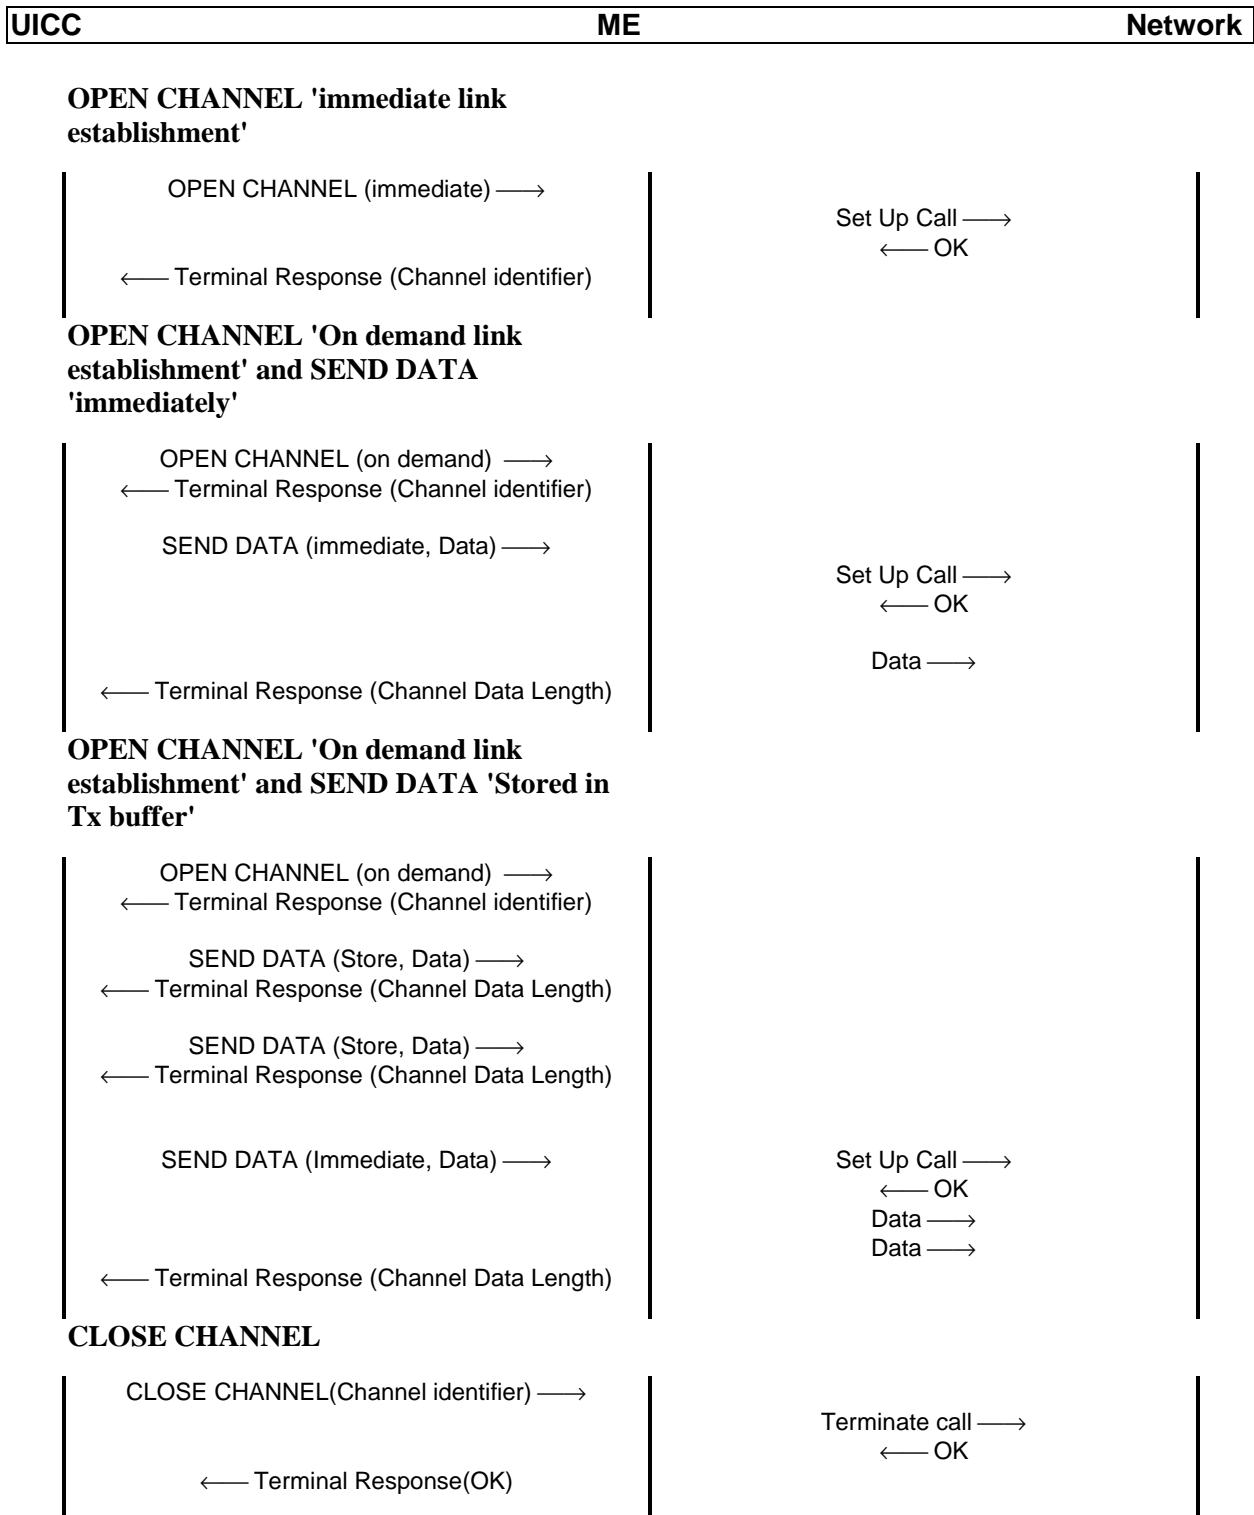 UICC ME Network
OPEN CHANNEL 'immediate link
establishment'
OPEN CHANNEL (immediate) ⟶
Set Up Call ⟶
⟵ OK
⟵ Terminal Response (Channel identifier)
OPEN CHANNEL 'On demand link
establishment' and SEND DATA
'immediately'
OPEN CHANNEL (on demand) ⟶
⟵ Terminal Response (Channel identifier)
SEND DATA (immediate, Data) ⟶
Set Up Call ⟶
⟵ OK
Data ⟶
⟵ Terminal Response (Channel Data Length)
OPEN CHANNEL 'On demand link
establishment' and SEND DATA 'Stored in
Tx buffer'
OPEN CHANNEL (on demand) ⟶
⟵ Terminal Response (Channel identifier)
SEND DATA (Store, Data) ⟶
⟵ Terminal Response (Channel Data Length)
SEND DATA (Store, Data) ⟶
⟵ Terminal Response (Channel Data Length)
SEND DATA (Immediate, Data) ⟶ Set Up Call ⟶
⟵ OK
Data ⟶
Data ⟶
⟵ Terminal Response (Channel Data Length)
CLOSE CHANNEL
CLOSE CHANNEL(Channel identifier) ⟶
Terminate call ⟶
⟵ OK
⟵ Terminal Response(OK)